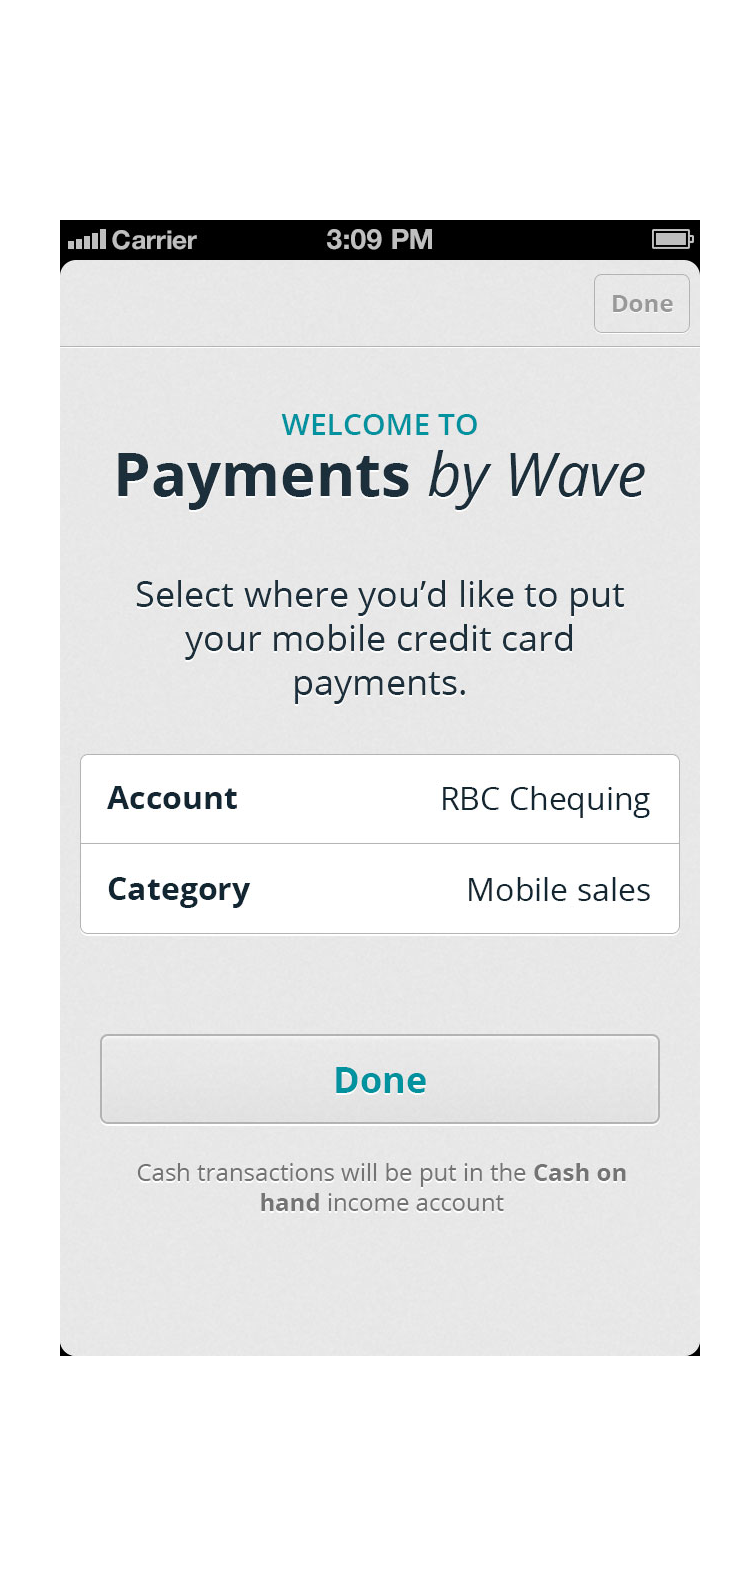 Carrier 3:09 PM
Done
WELCOME TO
Payments by Wave
Select where you’d like to put
your mobile credit card
payments.
Account RBC Chequing
Category Mobile sales
Done
Cash transactions will be put in the Cash on
hand income account